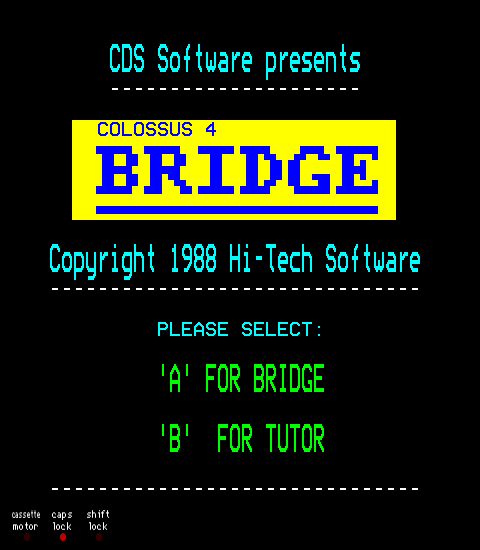 CDS Software presents
---------------------
COLOSSUS 4
BRIDGE
Copyright 1988 Hi-Tech Software
-------------------------------
PLEASE SELECT:
'A' FOR BRIDGE
'B'  FOR TUTOR
-------------------------------
cassette motor caps lock shift lock